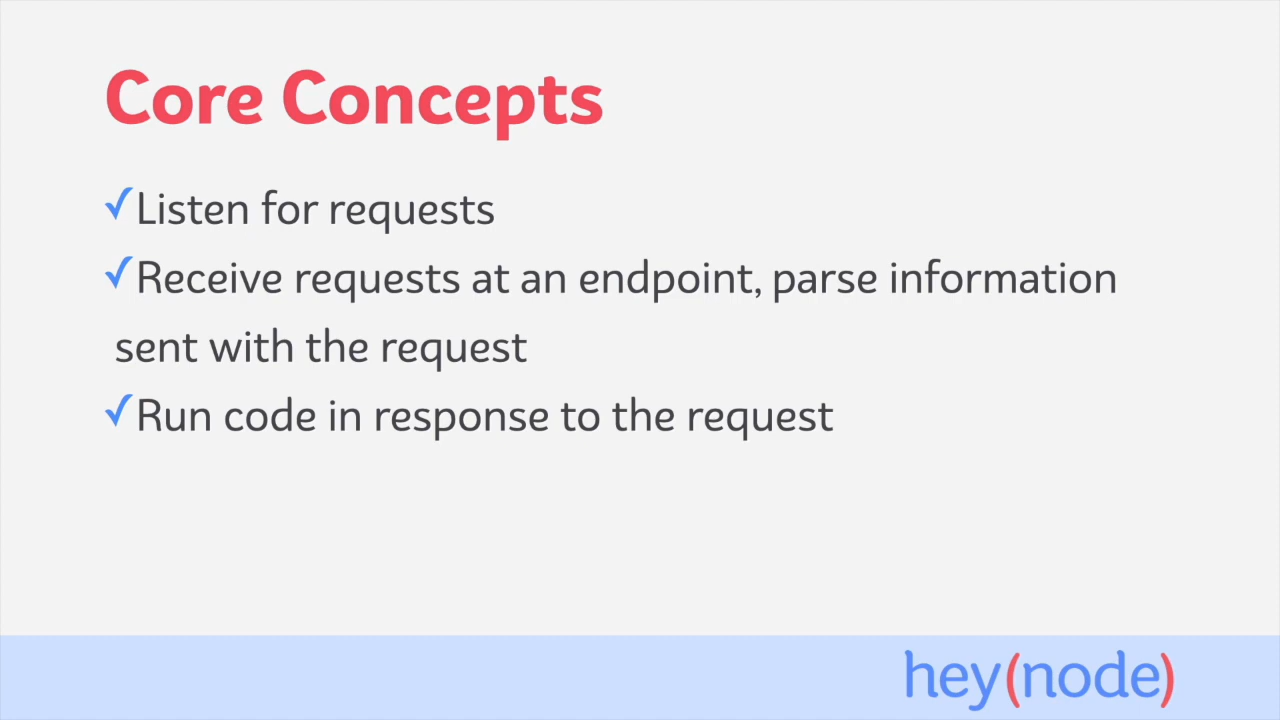 Core Concepts
✓Listen for requests
✓Receive requests at an endpoint, parse information
sent with the request
✓Run code in response to the request
hey(node)